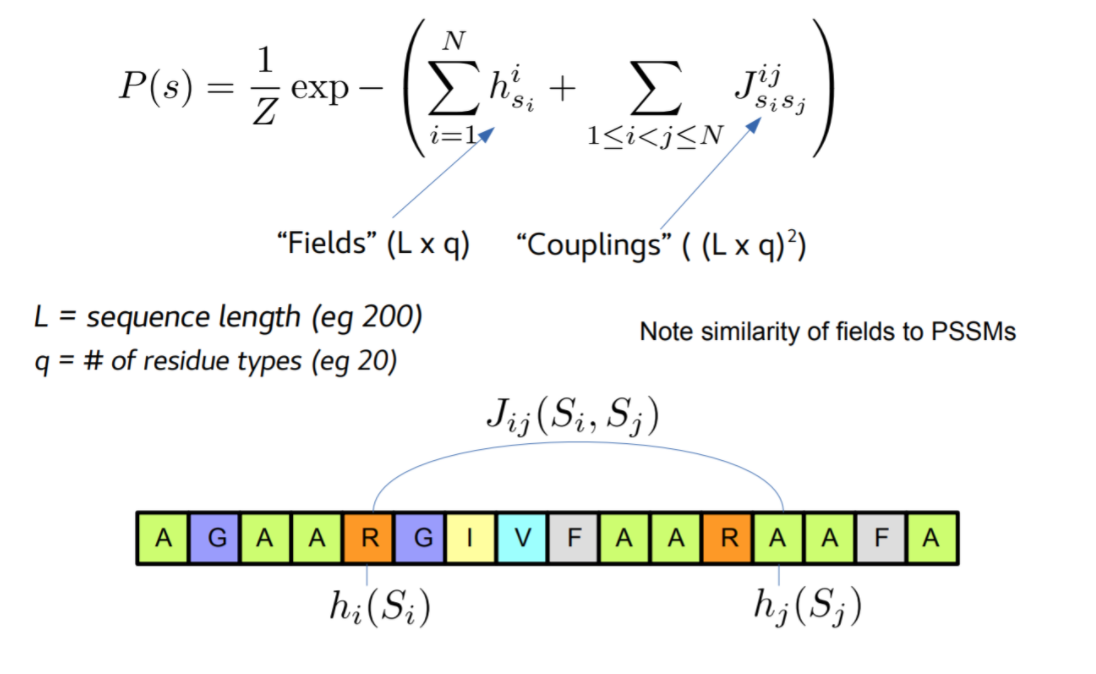 P(s) = \frac{1}{Z} \exp - \left( \sum_{i=1}^{N} h^{i}_{s_i} + \sum_{1 \leq i < j \leq N} J^{ij}_{s_i s_j} \right)
“Fields” (L x q) “Couplings” ( (L x q)²)
L = sequence length (eg 200)
q = # of residue types (eg 20)
Note similarity of fields to PSSMs
J_{ij}(S_i, S_j)
A G A A R G I V F A A R A A F A
h_i(S_i) h_j(S_j)